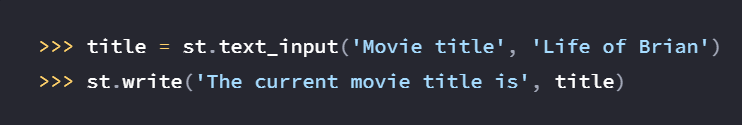 >>> title = st.text_input('Movie title', 'Life of Brian')
>>> st.write('The current movie title is', title)